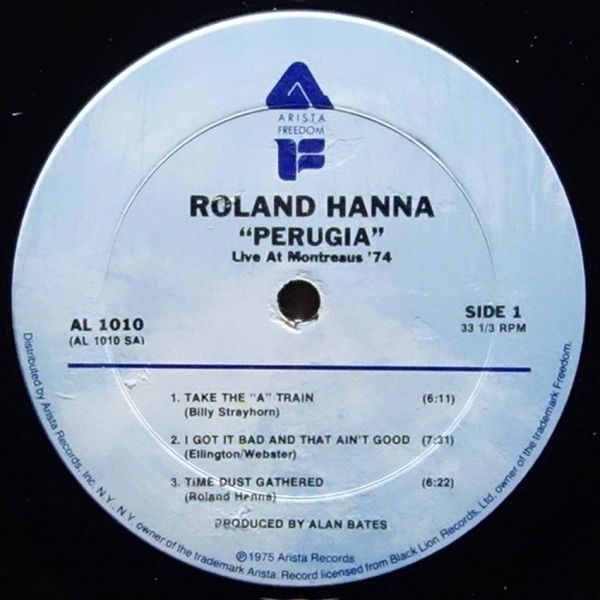 ARISTA
FREEDOM
F
ROLAND HANNA
"PERUGIA"
Live At Montreaus '74
AL 1010
(AL 1010 SA)
SIDE 1
33 1/3 RPM
1. TAKE THE "A" TRAIN (6:11)
(Billy Strayhorn)
2. I GOT IT BAD AND THAT AIN'T GOOD (7:31)
(Ellington/Webster)
3. TIME DUST GATHERED (6:22)
(Roland Hanna)
PRODUCED BY ALAN BATES
℗ 1975 Arista Records
Distributed by Arista Records, Inc. N.Y. N.Y. owner of the trademark Arista. Record licensed from Black Lion Records, Ltd. owner of the trademark Freedom.